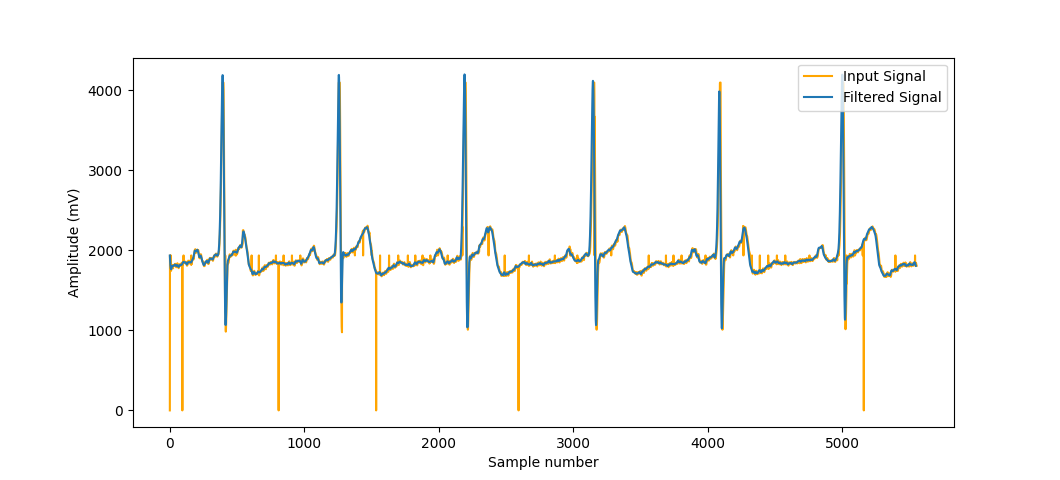 Input Signal
Filtered Signal
4000
3000
2000
1000
0
Amplitude (mV)
0 1000 2000 3000 4000 5000
Sample number